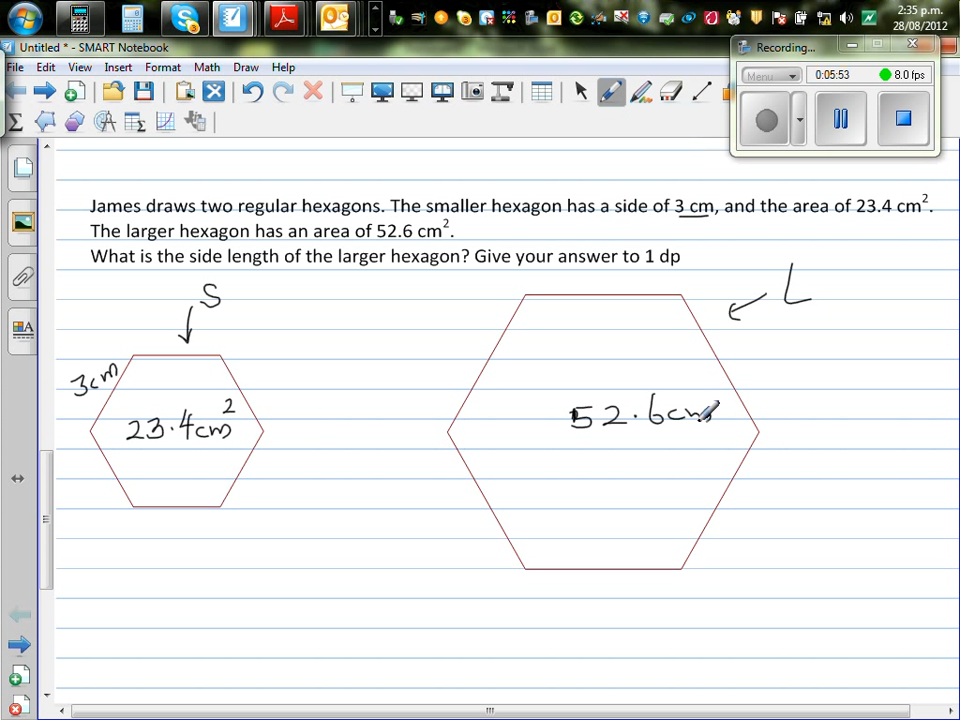 2:35 p.m.
28/08/2012
Untitled * - SMART Notebook
File Edit View Insert Format Math Draw Help
Recording...
Menu 0:05:53 8.0 fps
James draws two regular hexagons. The smaller hexagon has a side of 3 cm, and the area of 23.4 cm².
The larger hexagon has an area of 52.6 cm².
What is the side length of the larger hexagon? Give your answer to 1 dp
S
L
3cm
23.4cm²
52.6cm